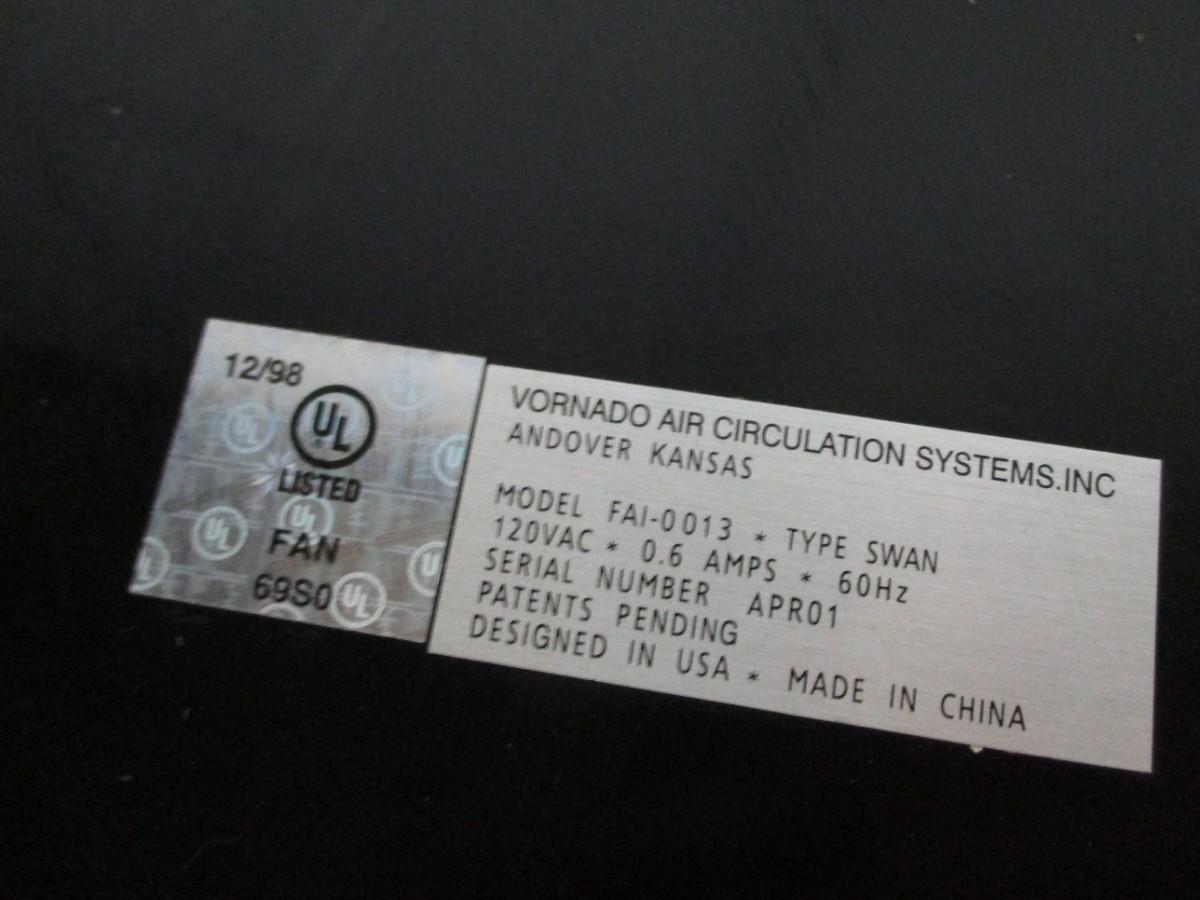 12/98
UL
LISTED
FAN
69S0
VORNADO AIR CIRCULATION SYSTEMS.INC
ANDOVER KANSAS
MODEL FAI-0013 * TYPE SWAN
120VAC * 0.6 AMPS * 60Hz
SERIAL NUMBER APR01
PATENTS PENDING
DESIGNED IN USA * MADE IN CHINA